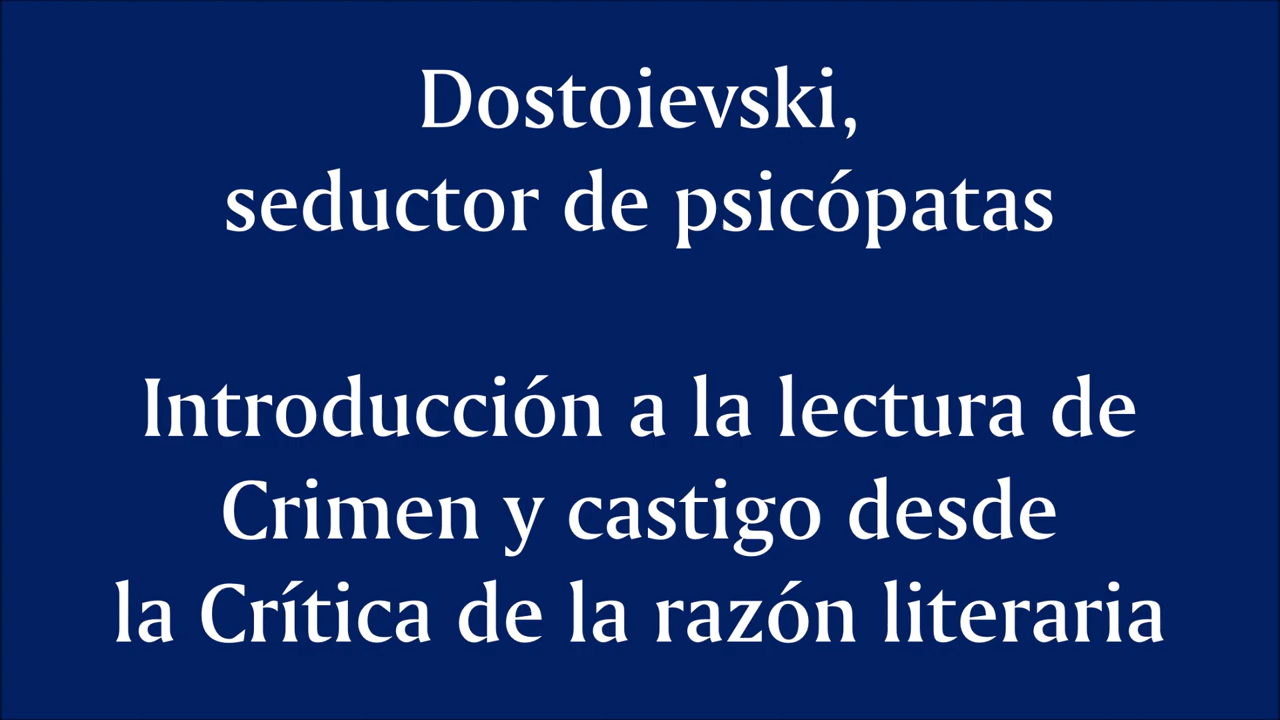 Dostoievski,
seductor de psicópatas
Introducción a la lectura de
Crimen y castigo desde
la Crítica de la razón literaria